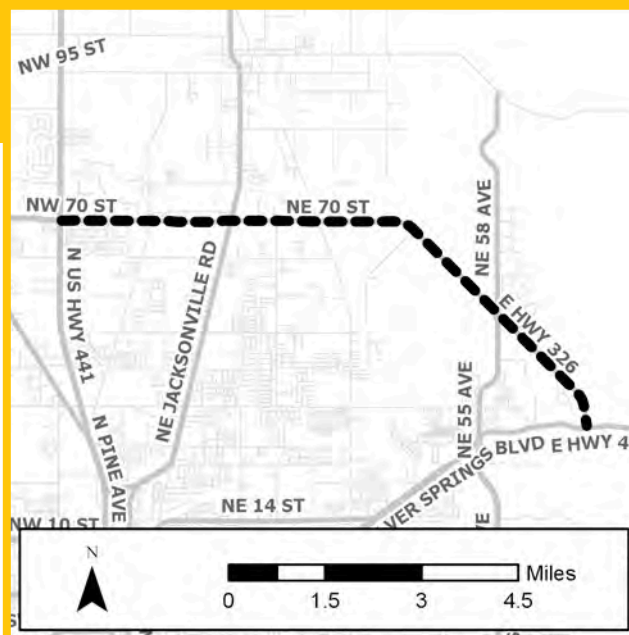 NW 95 ST
NW 70 ST
NE 70 ST
NE 58 AVE
N US HWY 441
NE JACKSONVILLE RD
E HWY 326
N PINE AVE
NE 55 AVE
VER SPRINGS BLVD
E HWY 4
NE 14 ST
NW 10 ST
VE
N
Miles
0 1.5 3 4.5